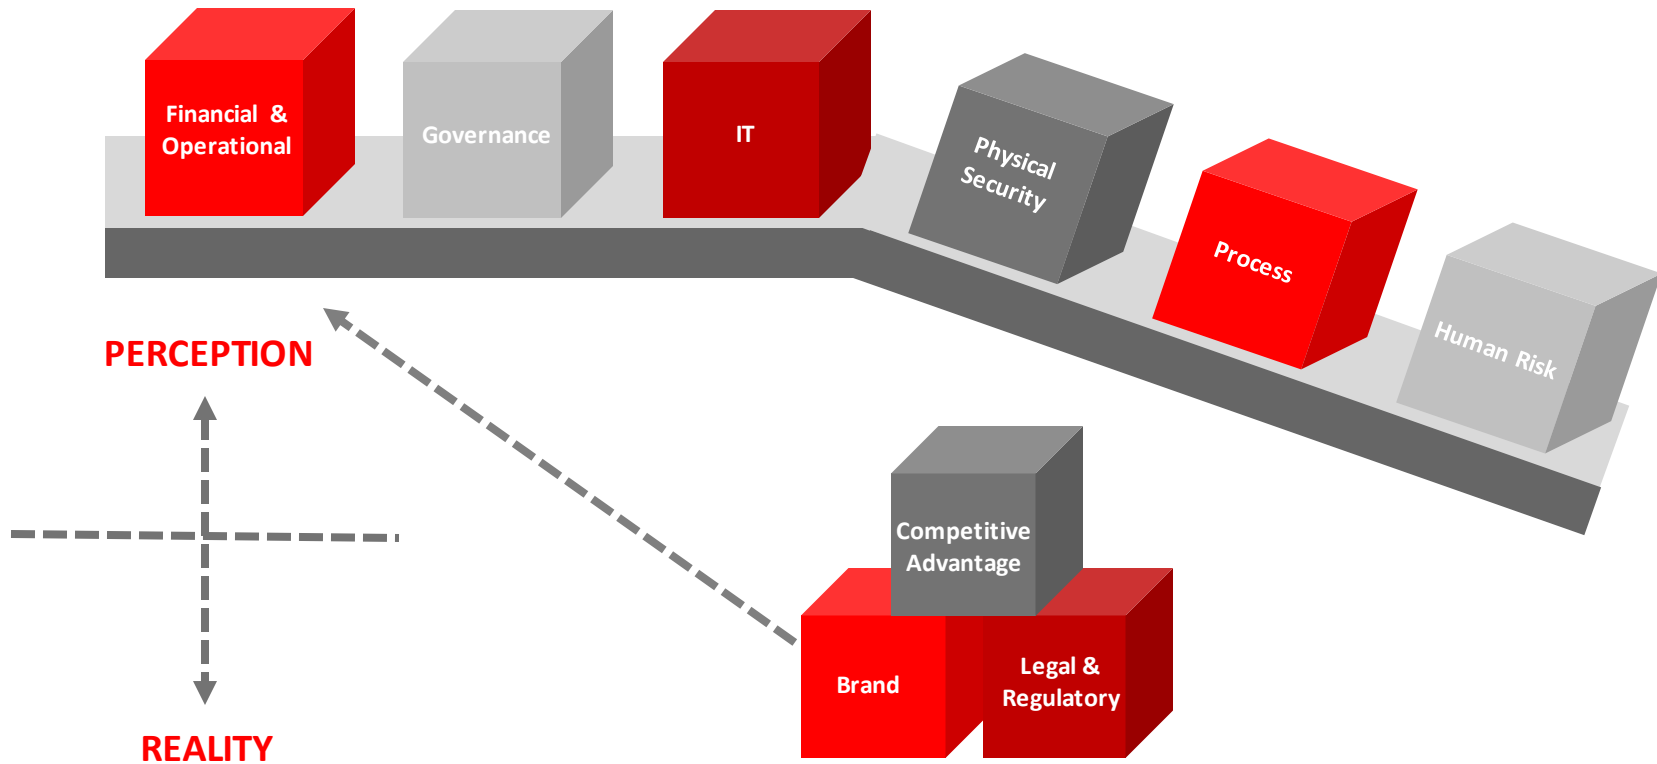 Financial &
Operational
Governance
IT
Physical
Security
Process
Human Risk
PERCEPTION
Competitive
Advantage
Brand
Legal &
Regulatory
REALITY